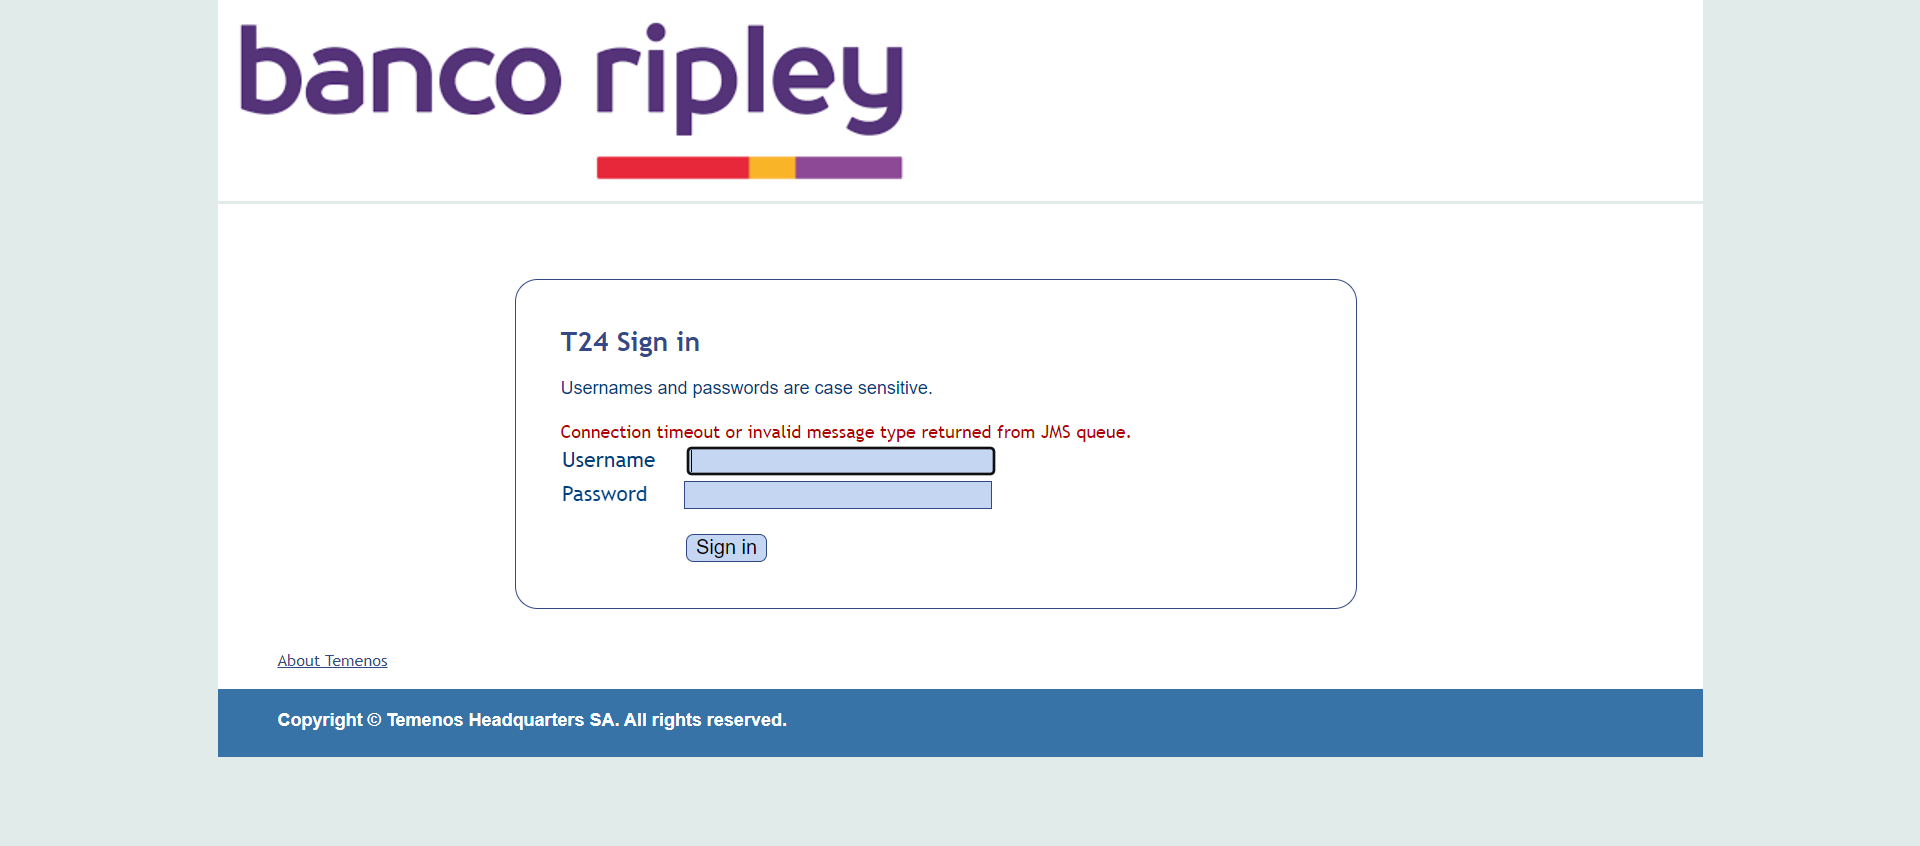 banco ripley
T24 Sign in
Usernames and passwords are case sensitive.
Connection timeout or invalid message type returned from JMS queue.
Username
Password
Sign in
About Temenos
Copyright © Temenos Headquarters SA. All rights reserved.